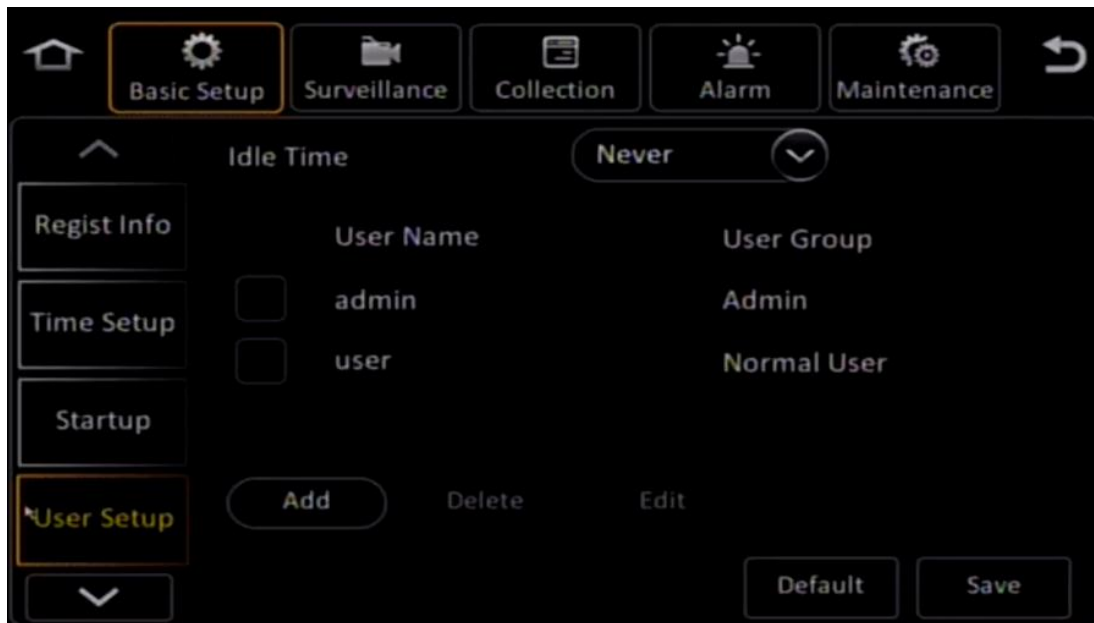 Basic Setup
Surveillance
Collection
Alarm
Maintenance
Idle Time
Never
Regist Info
User Name
User Group
Time Setup
admin
Admin
user
Normal User
Startup
User Setup
Add
Delete
Edit
Default
Save